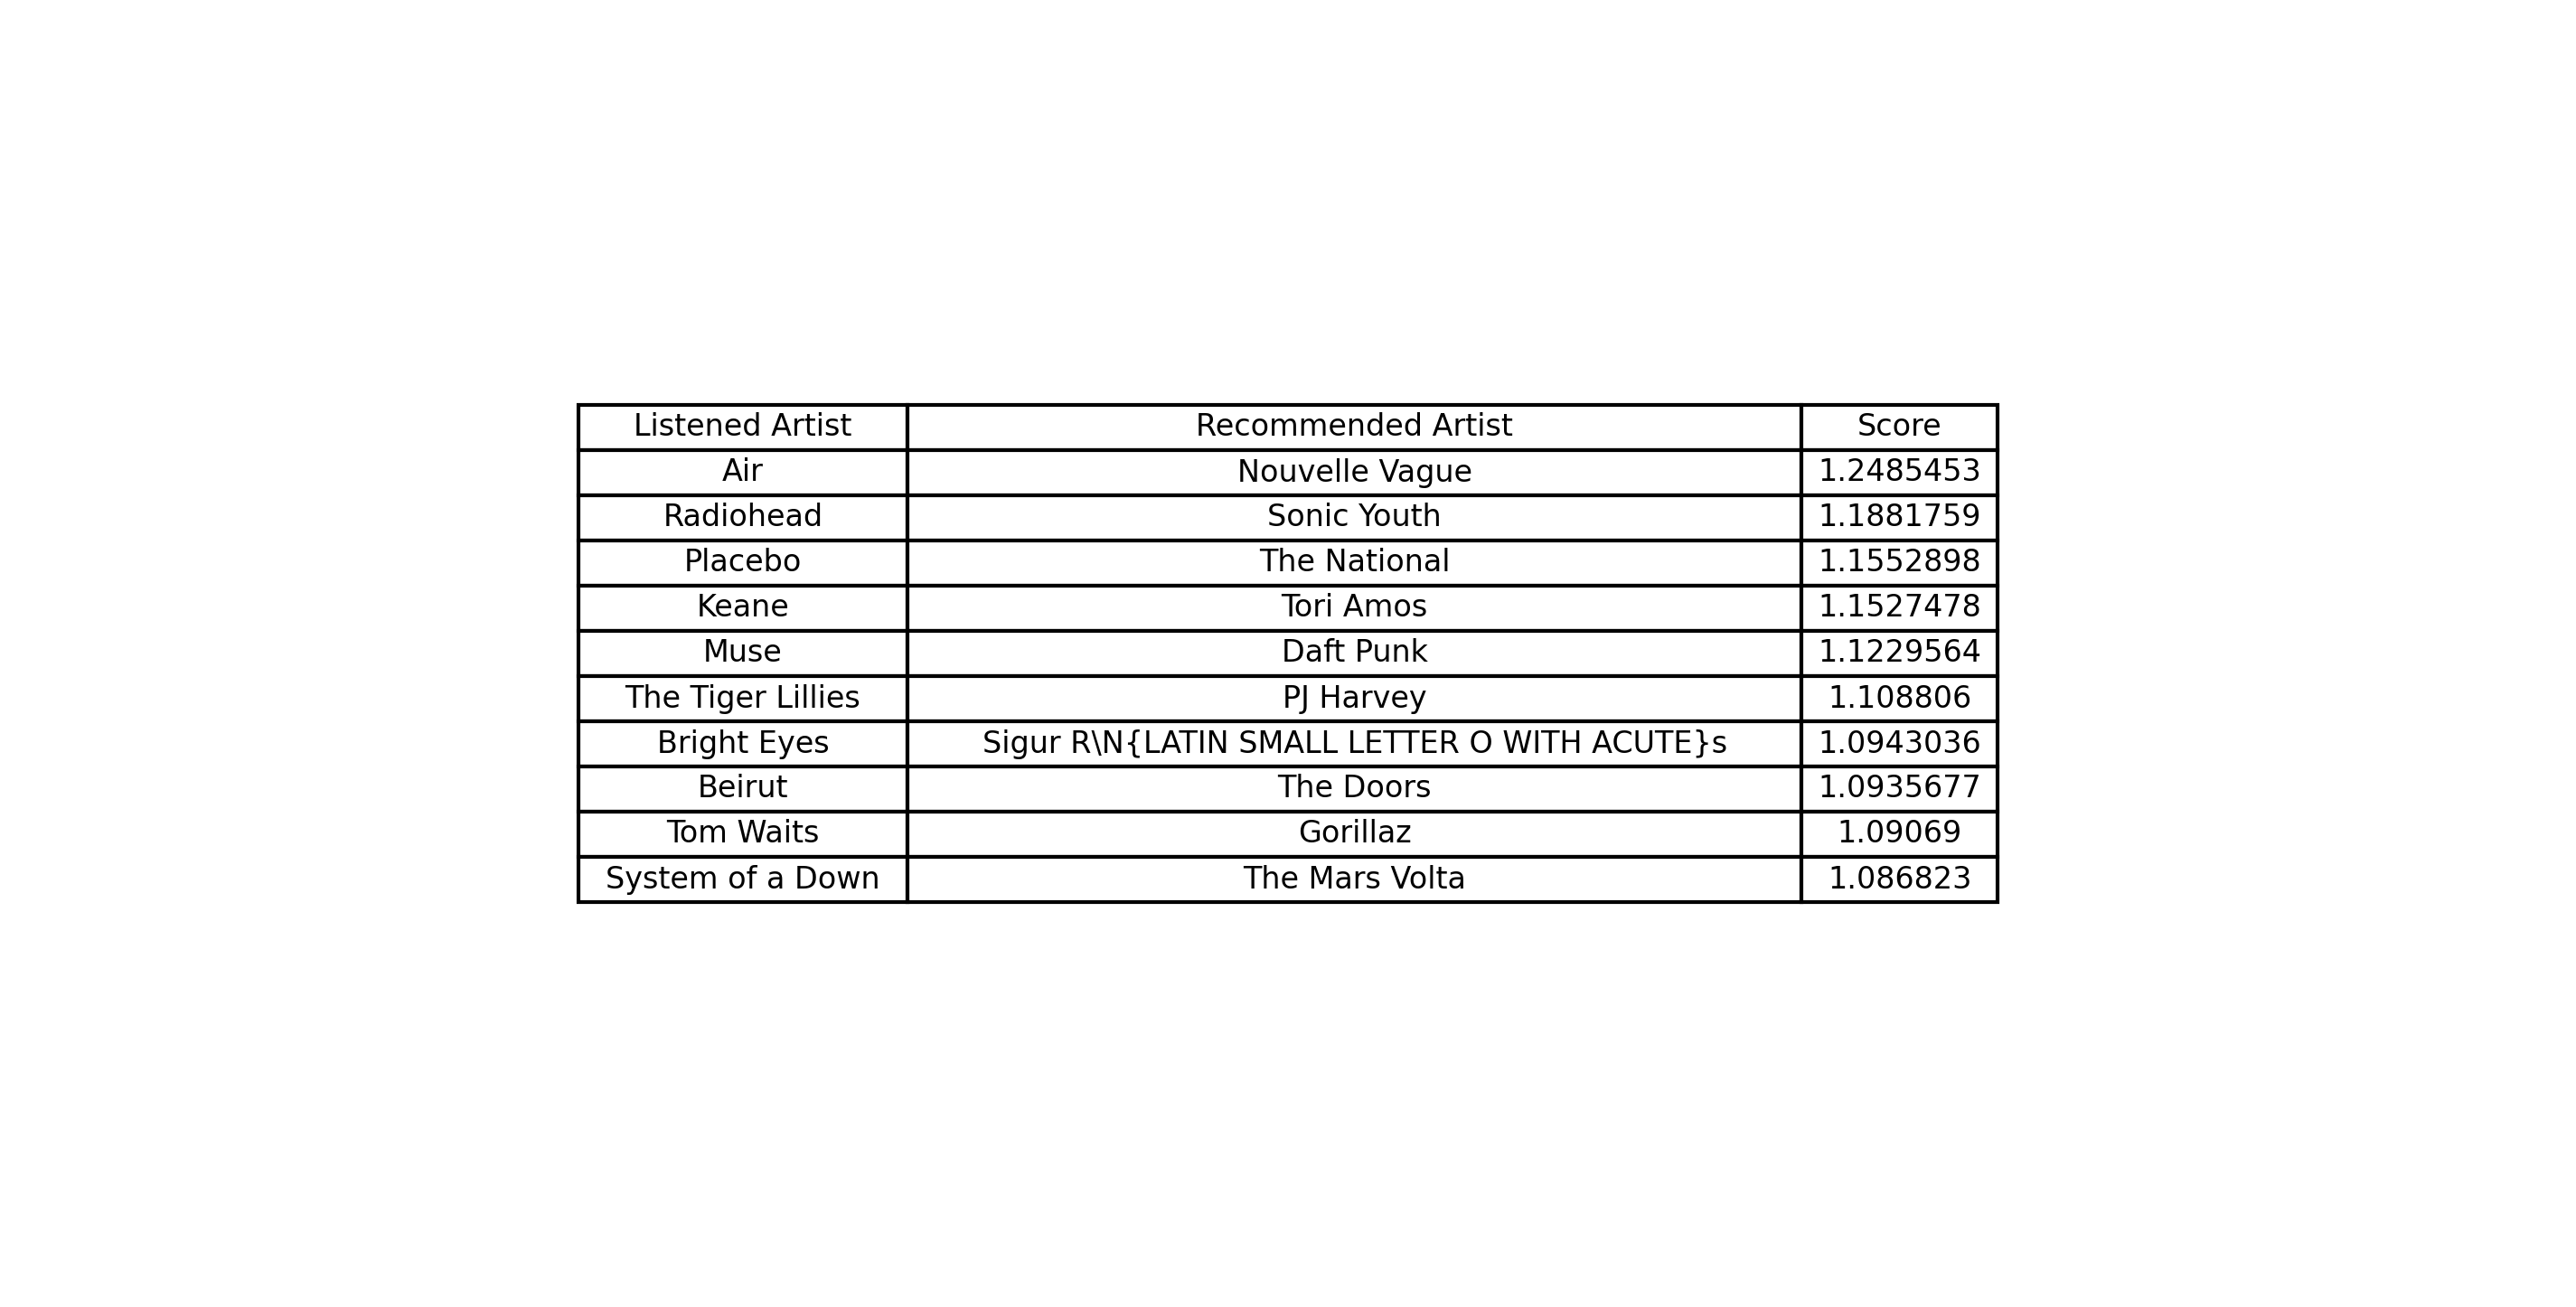 Listened Artist Recommended Artist Score
Air Nouvelle Vague 1.2485453
Radiohead Sonic Youth 1.1881759
Placebo The National 1.1552898
Keane Tori Amos 1.1527478
Muse Daft Punk 1.1229564
The Tiger Lillies PJ Harvey 1.108806
Bright Eyes Sigur R\N{LATIN SMALL LETTER O WITH ACUTE}s 1.0943036
Beirut The Doors 1.0935677
Tom Waits Gorillaz 1.09069
System of a Down The Mars Volta 1.086823